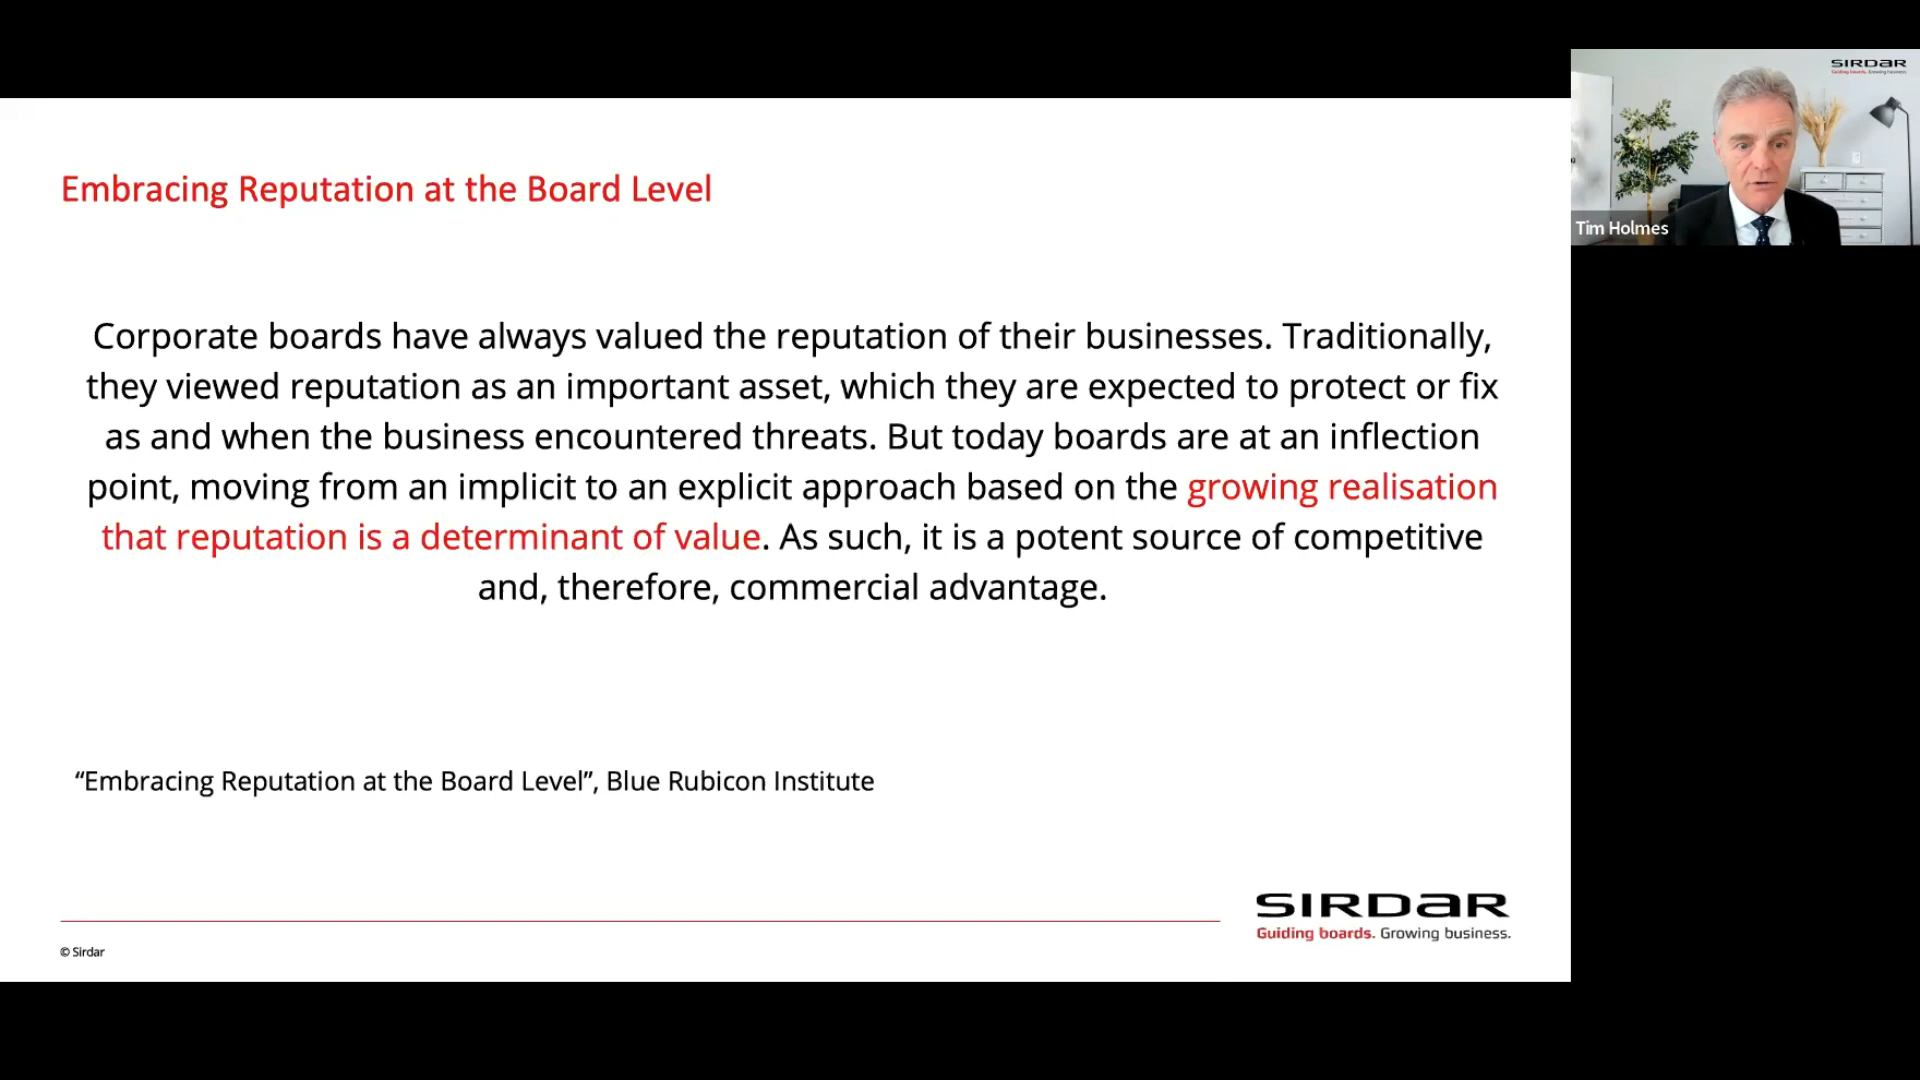 Embracing Reputation at the Board Level
Corporate boards have always valued the reputation of their businesses. Traditionally,
they viewed reputation as an important asset, which they are expected to protect or fix
as and when the business encountered threats. But today boards are at an inflection
point, moving from an implicit to an explicit approach based on the growing realisation
that reputation is a determinant of value. As such, it is a potent source of competitive
and, therefore, commercial advantage.
“Embracing Reputation at the Board Level”, Blue Rubicon Institute
SIRDaR
Guiding boards. Growing business.
© Sirdar
SIRDaR
Guiding boards. Growing business.
Tim Holmes